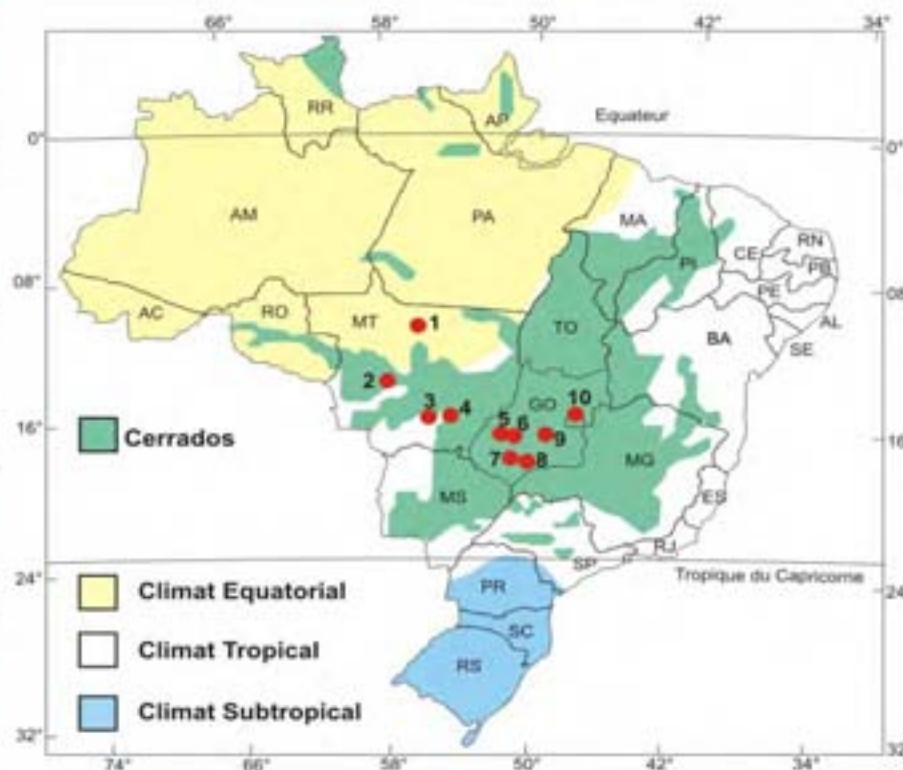 66° 58° 50° 42° 34°
RR
AP
Equateur
0° 0°
AM PA
MA
CE RN
PI PB
PE
08° 08°
AC RO MT 1
TO BA AL
SE
2
3 4 10
GO
16° 5 6 9 16°
Cerrados
7 8 MG
MS ES
RJ
SP
Tropique du Capricorne
24° 24°
Climat Equatorial
PR
Climat Tropical
SC
RS
Climat Subtropical
32° 32°
74° 66° 58° 50° 42° 34°